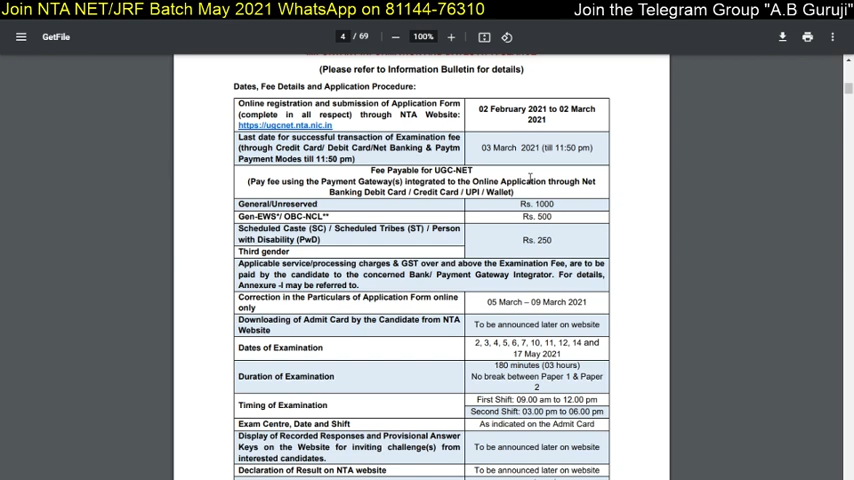 Join NTA NET/JRF Batch May 2021 WhatsApp on 81144-76310
Join the Telegram Group "A.B Guruji"
GetFile
4 / 69
100%
(Please refer to Information Bulletin for details)
Dates, Fee Details and Application Procedure:
Online registration and submission of Application Form
(complete in all respect) through NTA Website:
https://ugcnet.nta.nic.in
02 February 2021 to 02 March
2021
Last date for successful transaction of Examination fee
(through Credit Card/ Debit Card/Net Banking & Paytm
Payment Modes till 11:50 pm)
03 March 2021 (till 11:50 pm)
Fee Payable for UGC-NET
(Pay fee using the Payment Gateway(s) integrated to the Online Application through Net
Banking Debit Card / Credit Card / UPI / Wallet)
General/Unreserved
Rs. 1000
Gen-EWS*/ OBC-NCL**
Rs. 500
Scheduled Caste (SC) / Scheduled Tribes (ST) / Person
with Disability (PwD)
Rs. 250
Third gender
Applicable service/processing charges & GST over and above the Examination Fee, are to be
paid by the candidate to the concerned Bank/ Payment Gateway Integrator. For details,
Annexure -I may be referred to.
Correction in the Particulars of Application Form online
only
05 March – 09 March 2021
Downloading of Admit Card by the Candidate from NTA
Website
To be announced later on website
Dates of Examination
2, 3, 4, 5, 6, 7, 10, 11, 12, 14 and
17 May 2021
Duration of Examination
180 minutes (03 hours)
No break between Paper 1 & Paper
2
Timing of Examination
First Shift: 09.00 am to 12.00 pm
Second Shift: 03.00 pm to 06.00 pm
Exam Centre, Date and Shift
As indicated on the Admit Card
Display of Recorded Responses and Provisional Answer
Keys on the Website for inviting challenge(s) from
interested candidates.
To be announced later on website
Declaration of Result on NTA website
To be announced later on website